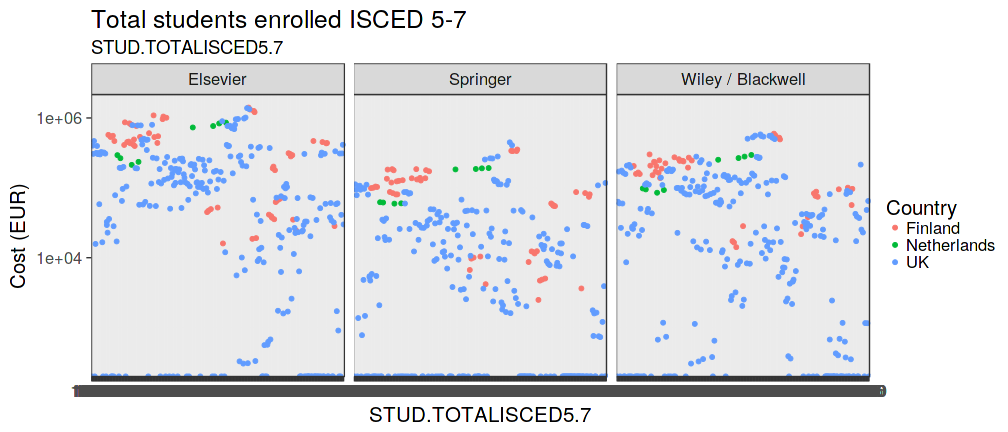 Total students enrolled ISCED 5-7
STUD.TOTALISCED5.7
Elsevier Springer Wiley / Blackwell
1e+06
1e+04
Cost (EUR)
Country
Finland
Netherlands
UK
STUD.TOTALISCED5.7